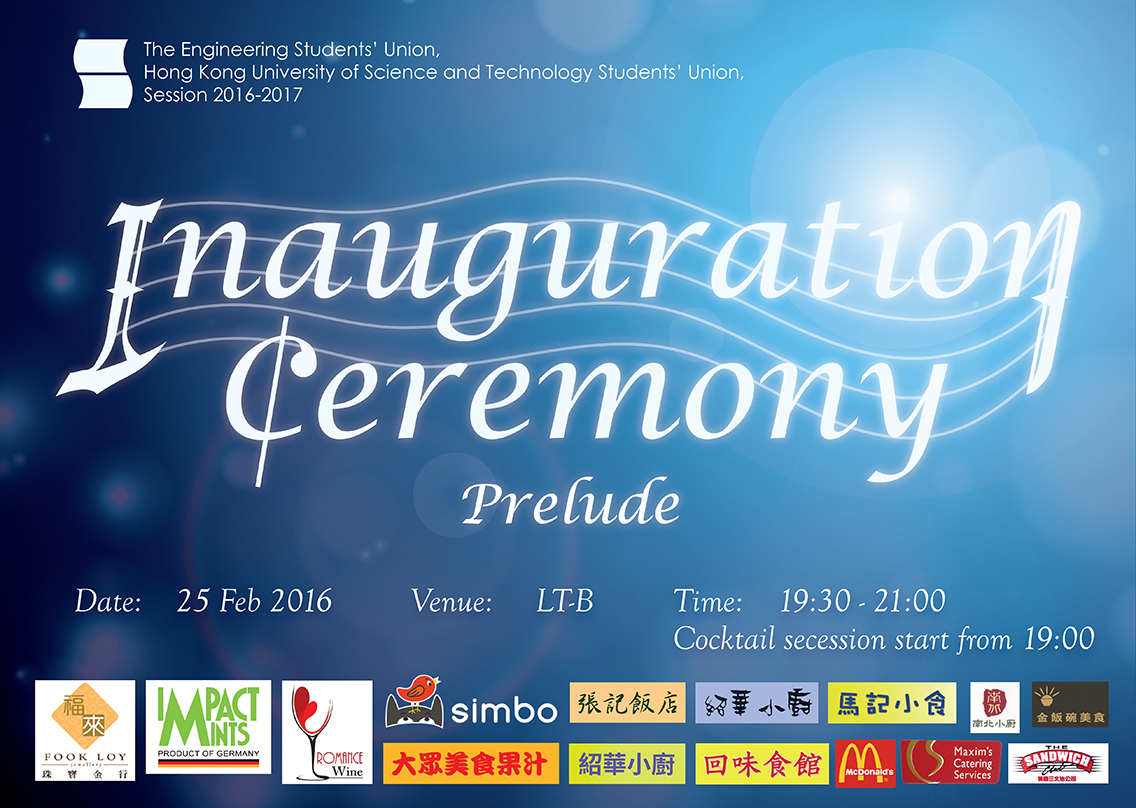 The Engineering Students’ Union,
Hong Kong University of Science and Technology Students’ Union,
Session 2016-2017
Inauguration
Ceremony
Prelude
Date: 25 Feb 2016 Venue: LT-B Time: 19:30 - 21:00
Cocktail secession start from 19:00
福來
FOOK LOY
jewellery
珠寶金行
IMPACT
MINTS
PRODUCT OF GERMANY
ROMANCE
Wine
simbo
張記飯店
紹華小廚
馬記小食
南北小廚
金飯碗美食
大眾美食果汁
紹華小廚
回味食館
McDonald's
Maxim's
Catering
Services
THE
SANDWICH
Club